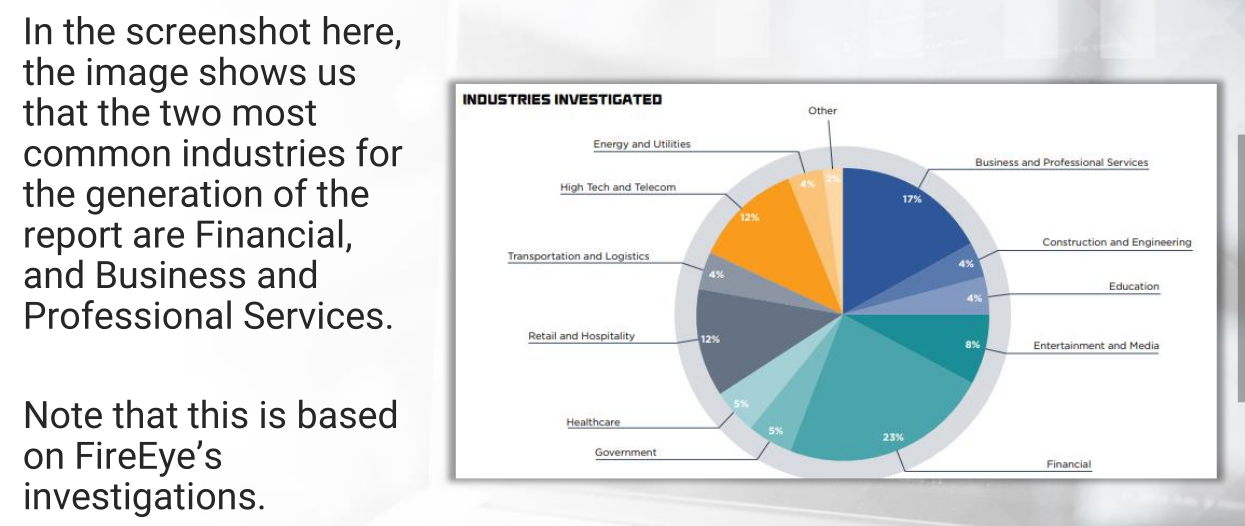 In the screenshot here,
the image shows us
that the two most
common industries for
the generation of the
report are Financial,
and Business and
Professional Services.
Note that this is based
on FireEye’s
investigations.
INDUSTRIES INVESTIGATED
Other
Energy and Utilities
Business and Professional Services
High Tech and Telecom
4%
2%
17%
12%
Construction and Engineering
Transportation and Logistics
4%
4%
Education
4%
Retail and Hospitality
12%
8%
Entertainment and Media
5%
Healthcare
5%
23%
Government
Financial